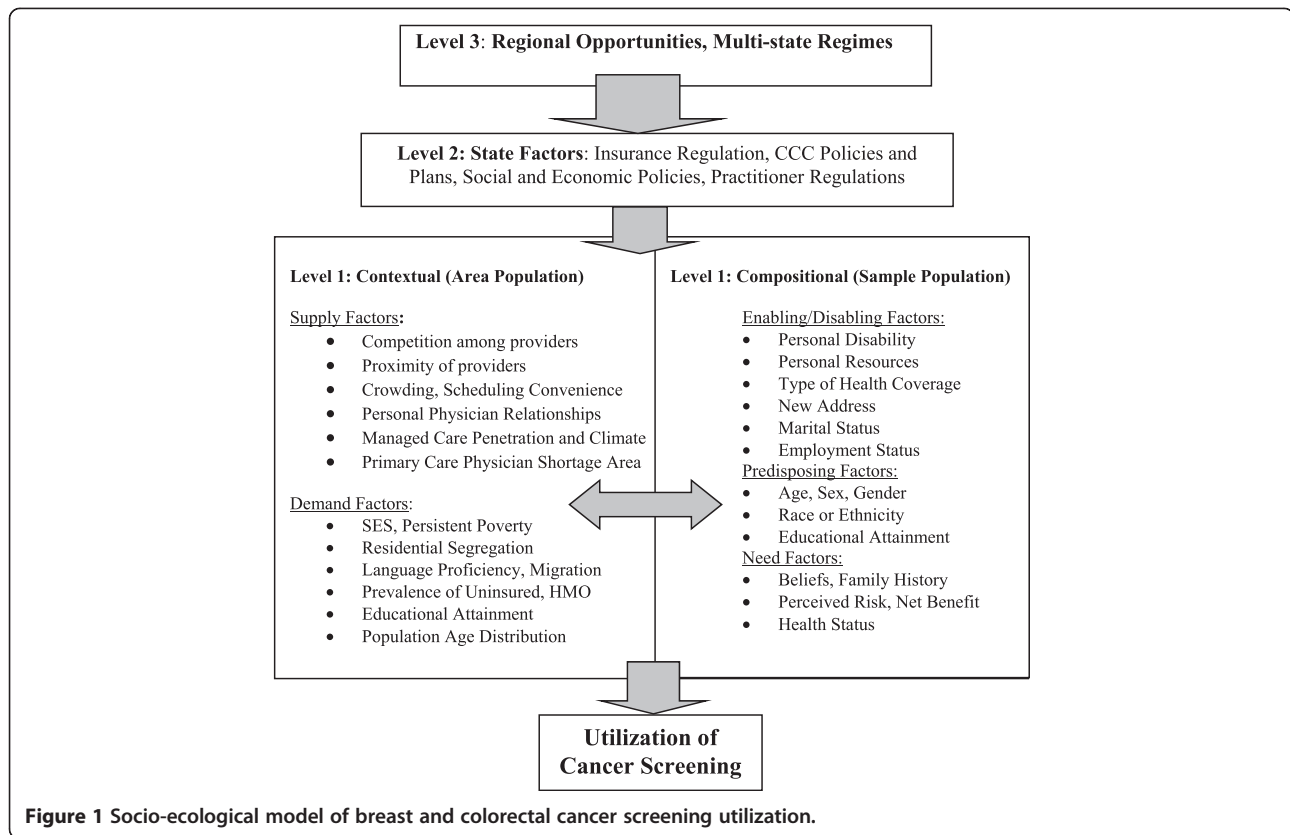 Level 3: Regional Opportunities, Multi-state Regimes
Level 2: State Factors: Insurance Regulation, CCC Policies and
Plans, Social and Economic Policies, Practitioner Regulations
Level 1: Contextual (Area Population)
Supply Factors:
• Competition among providers
• Proximity of providers
• Crowding, Scheduling Convenience
• Personal Physician Relationships
• Managed Care Penetration and Climate
• Primary Care Physician Shortage Area
Demand Factors:
• SES, Persistent Poverty
• Residential Segregation
• Language Proficiency, Migration
• Prevalence of Uninsured, HMO
• Educational Attainment
• Population Age Distribution
Level 1: Compositional (Sample Population)
Enabling/Disabling Factors:
• Personal Disability
• Personal Resources
• Type of Health Coverage
• New Address
• Marital Status
• Employment Status
Predisposing Factors:
• Age, Sex, Gender
• Race or Ethnicity
• Educational Attainment
Need Factors:
• Beliefs, Family History
• Perceived Risk, Net Benefit
• Health Status
Utilization of
Cancer Screening
Figure 1 Socio-ecological model of breast and colorectal cancer screening utilization.